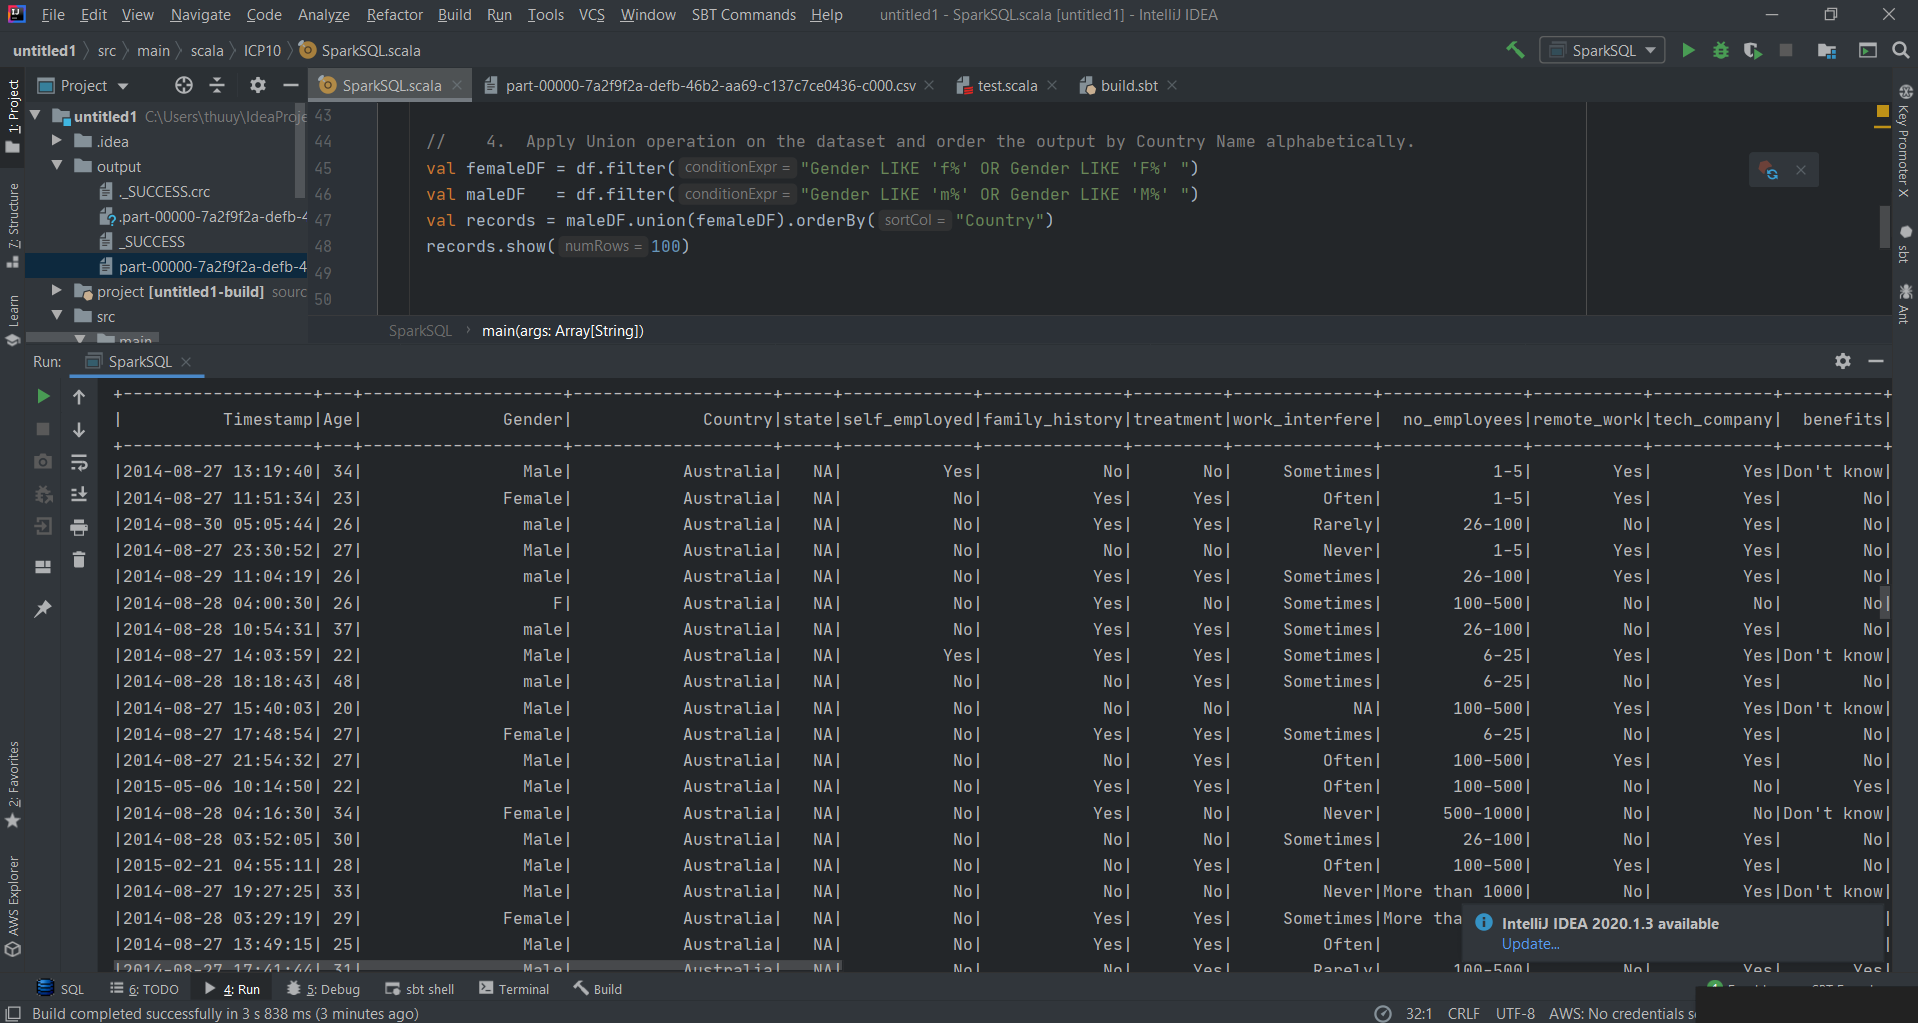 File Edit View Navigate Code Analyze Refactor Build Run Tools VCS Window SBT Commands Help untitled1 - SparkSQL.scala [untitled1] - IntelliJ IDEA
untitled1 src main scala ICP10 SparkSQL.scala SparkSQL
1: Project
7: Structure
Learn
2: Favorites
AWS Explorer
Project
untitled1 C:\Users\thuuy\IdeaProje
.idea
output
._SUCCESS.crc
.part-00000-7a2f9f2a-defb-4
_SUCCESS
part-00000-7a2f9f2a-defb-4
project [untitled1-build] sourc
src
main
SparkSQL.scala part-00000-7a2f9f2a-defb-46b2-aa69-c137c7ce0436-c000.csv test.scala build.sbt
43
44 // 4. Apply Union operation on the dataset and order the output by Country Name alphabetically.
45 val femaleDF = df.filter( conditionExpr = "Gender LIKE 'f%' OR Gender LIKE 'F%' ")
46 val maleDF = df.filter( conditionExpr = "Gender LIKE 'm%' OR Gender LIKE 'M%' ")
47 val records = maleDF.union(femaleDF).orderBy( sortCol = "Country")
48 records.show( numRows = 100)
49
50
SparkSQL › main(args: Array[String])
Key Promoter X
sbt
Ant
Run: SparkSQL
+-------------------+---+--------------------+--------------------+-----+-------------+--------------+---------+--------------+--------------+-----------+------------+----------+
| Timestamp|Age| Gender| Country|state|self_employed|family_history|treatment|work_interfere| no_employees|remote_work|tech_company| benefits|
+-------------------+---+--------------------+--------------------+-----+-------------+--------------+---------+--------------+--------------+-----------+------------+----------+
|2014-08-27 13:19:40| 34| Male| Australia| NA| Yes| No| No| Sometimes| 1-5| Yes| Yes|Don't know|
|2014-08-27 11:51:34| 23| Female| Australia| NA| No| Yes| Yes| Often| 1-5| Yes| Yes| No|
|2014-08-30 05:05:44| 26| male| Australia| NA| No| Yes| Yes| Rarely| 26-100| No| Yes| No|
|2014-08-27 23:30:52| 27| Male| Australia| NA| No| No| No| Never| 1-5| Yes| Yes| No|
|2014-08-29 11:04:19| 26| male| Australia| NA| No| Yes| Yes| Sometimes| 26-100| Yes| Yes| No|
|2014-08-28 04:00:30| 26| F| Australia| NA| No| Yes| No| Sometimes| 100-500| No| No| No|
|2014-08-28 10:54:31| 37| male| Australia| NA| No| Yes| Yes| Sometimes| 26-100| No| Yes| No|
|2014-08-27 14:03:59| 22| Male| Australia| NA| Yes| Yes| Yes| Sometimes| 6-25| Yes| Yes|Don't know|
|2014-08-28 18:18:43| 48| male| Australia| NA| No| No| Yes| Sometimes| 6-25| No| Yes| No|
|2014-08-27 15:40:03| 20| Male| Australia| NA| No| No| No| NA| 100-500| Yes| Yes|Don't know|
|2014-08-27 17:48:54| 27| Female| Australia| NA| No| Yes| Yes| Sometimes| 6-25| No| Yes| No|
|2014-08-27 21:54:32| 27| Male| Australia| NA| No| No| Yes| Often| 100-500| Yes| Yes| No|
|2015-05-06 10:14:50| 22| Male| Australia| NA| No| Yes| Yes| Often| 100-500| No| No| Yes|
|2014-08-28 04:16:30| 34| Female| Australia| NA| No| Yes| No| Never| 500-1000| No| No|Don't know|
|2014-08-28 03:52:05| 30| Male| Australia| NA| No| No| No| Sometimes| 26-100| No| Yes| No|
|2015-02-21 04:55:11| 28| Male| Australia| NA| No| No| Yes| Often| 100-500| Yes| Yes| No|
|2014-08-27 19:27:25| 33| Male| Australia| NA| No| No| No| Never|More than 1000| No| Yes|Don't know|
|2014-08-28 03:29:19| 29| Female| Australia| NA| No| Yes| Yes| Sometimes|More tha
|2014-08-27 13:49:15| 25| Male| Australia| NA| No| Yes| Yes| Often|
|2014-08-27 17:41:44| 31| Male| Australia| NA| No| No| Yes| Rarely| 100-500| No| Yes| Yes|
IntelliJ IDEA 2020.1.3 available
Update...
SQL 6: TODO 4: Run 5: Debug sbt shell Terminal Build
Build completed successfully in 3 s 838 ms (3 minutes ago) 32:1 CRLF UTF-8 AWS: No credentials se